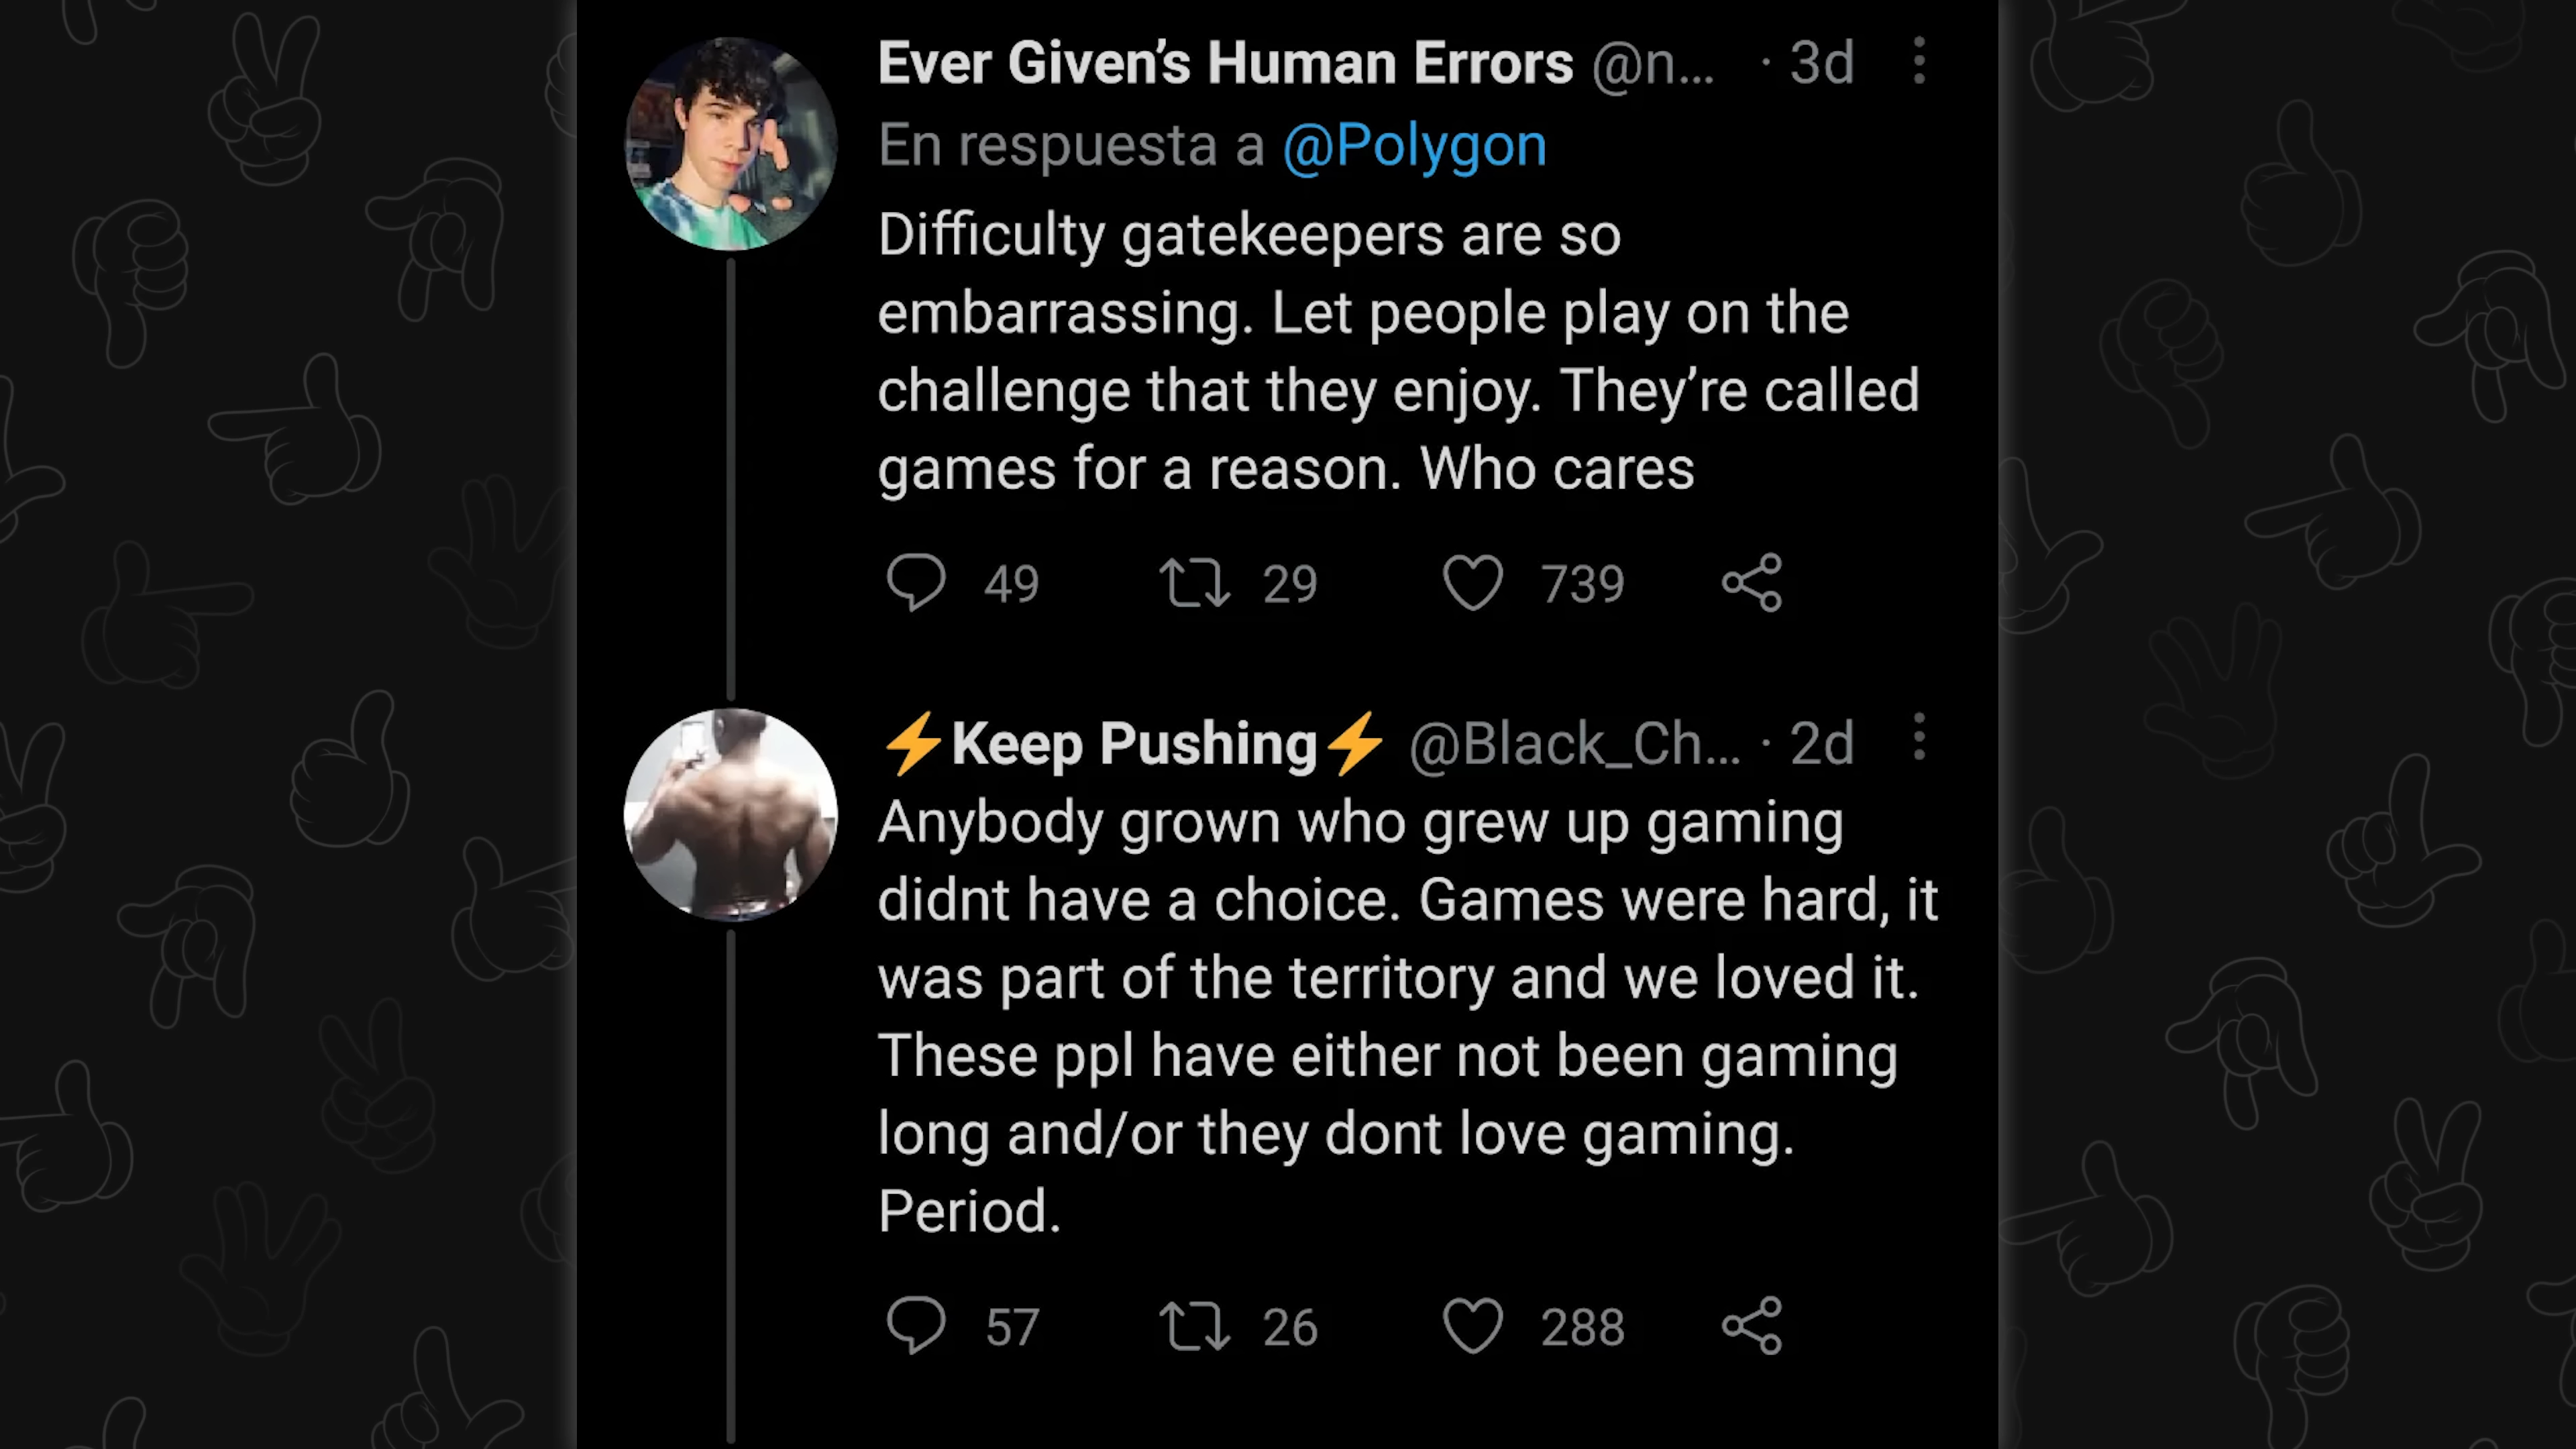 Ever Given’s Human Errors @n... · 3d
En respuesta a @Polygon
Difficulty gatekeepers are so
embarrassing. Let people play on the
challenge that they enjoy. They’re called
games for a reason. Who cares
49 29 739
⚡Keep Pushing⚡ @Black_Ch... · 2d
Anybody grown who grew up gaming
didnt have a choice. Games were hard, it
was part of the territory and we loved it.
These ppl have either not been gaming
long and/or they dont love gaming.
Period.
57 26 288